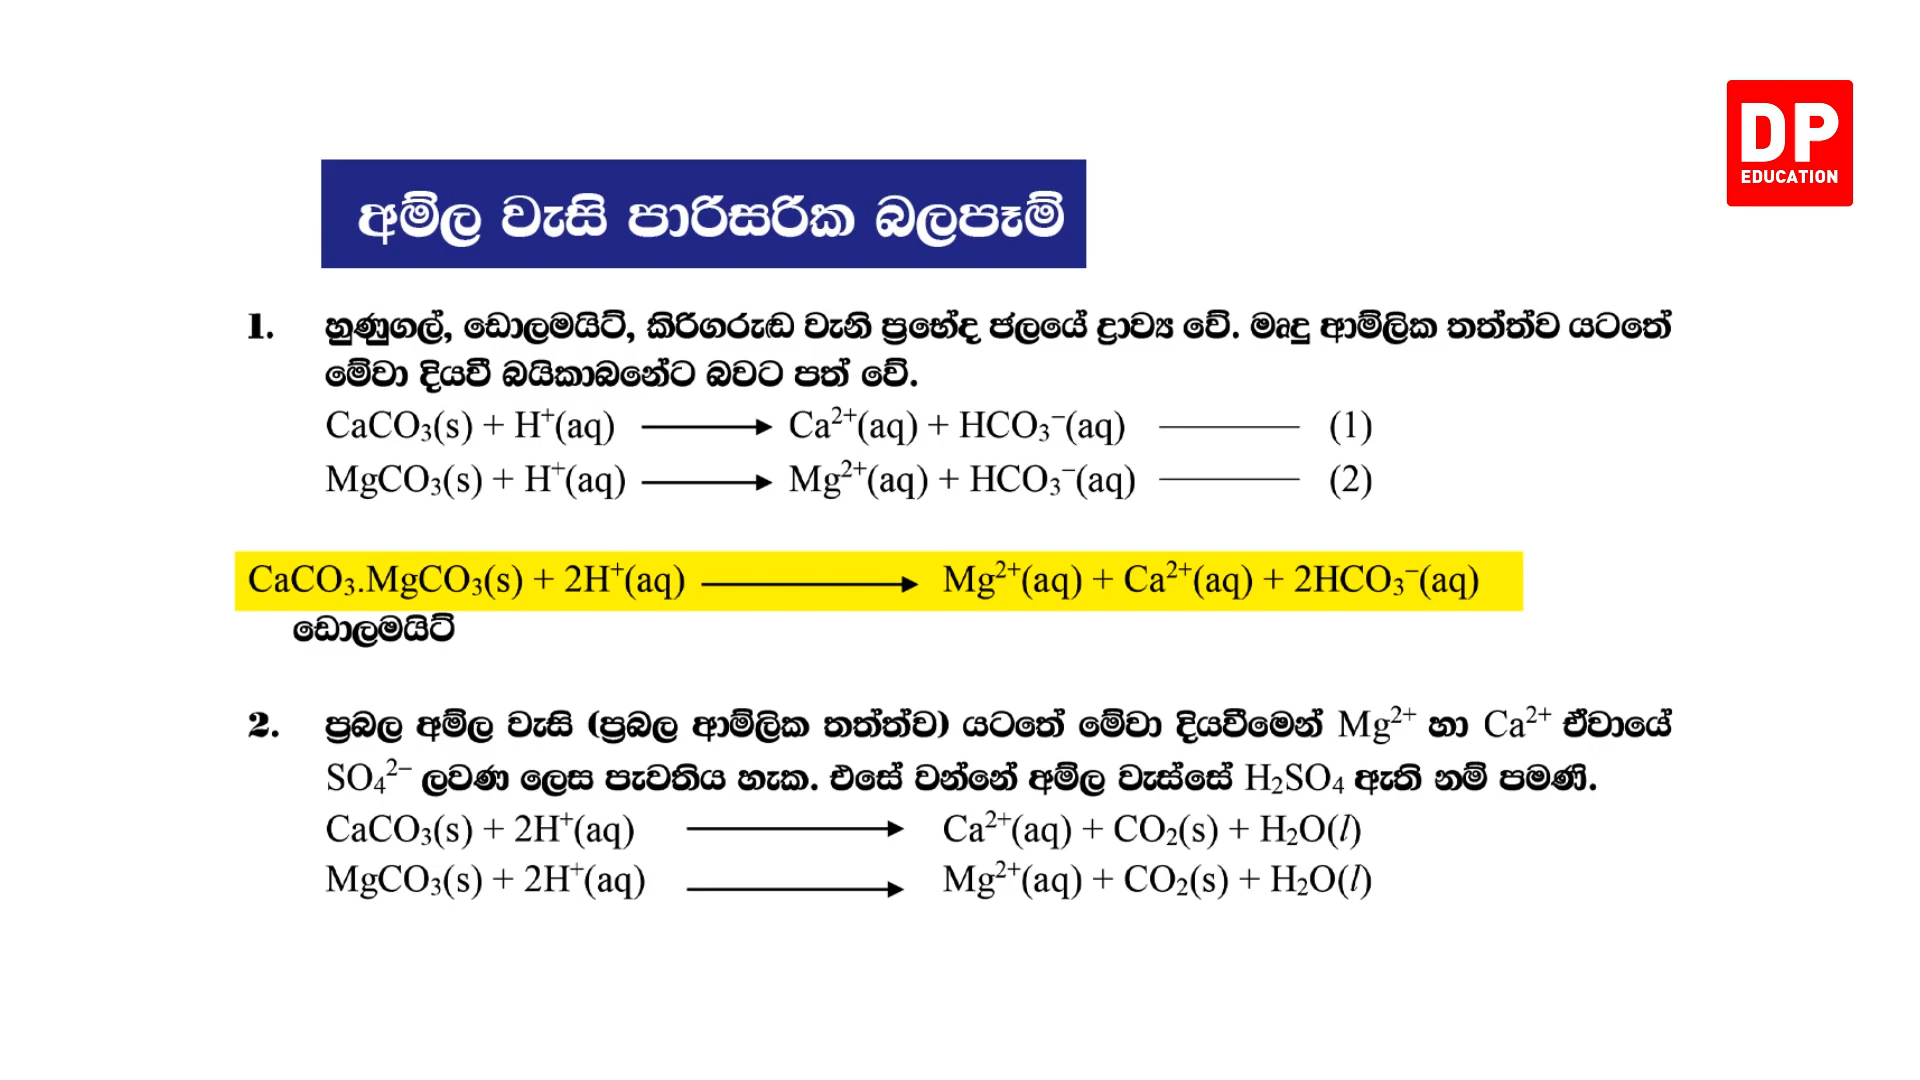 DP
EDUCATION
අම්ල වැසි පාරිසරික බලපෑම්
1. හුණුගල්, ඩොලමයිට්, කිරිගරුඬ වැනි ප්‍රභේද ජලයේ ද්‍රාව්‍ය වේ. මෘදු ආම්ලික තත්ත්ව යටතේ
මේවා දියවී බයිකාබනේට බවට පත් වේ.
CaCO₃(s) + H⁺(aq) ⟶ Ca²⁺(aq) + HCO₃⁻(aq) ——— (1)
MgCO₃(s) + H⁺(aq) ⟶ Mg²⁺(aq) + HCO₃⁻(aq) ——— (2)
CaCO₃.MgCO₃(s) + 2H⁺(aq) ⟶ Mg²⁺(aq) + Ca²⁺(aq) + 2HCO₃⁻(aq)
ඩොලමයිට්
2. ප්‍රබල අම්ල වැසි (ප්‍රබල ආම්ලික තත්ත්ව) යටතේ මේවා දියවීමෙන් Mg²⁺ හා Ca²⁺ ඒවායේ
SO₄²⁻ ලවණ ලෙස පැවතිය හැක. එසේ වන්නේ අම්ල වැස්සේ H₂SO₄ ඇති නම් පමණි.
CaCO₃(s) + 2H⁺(aq) ⟶ Ca²⁺(aq) + CO₂(s) + H₂O(l)
MgCO₃(s) + 2H⁺(aq) ⟶ Mg²⁺(aq) + CO₂(s) + H₂O(l)